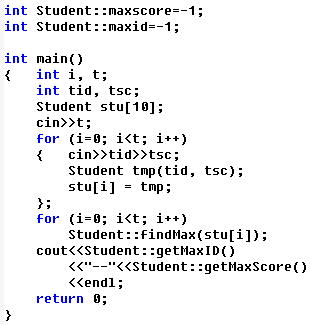 int Student::maxscore=-1;
int Student::maxid=-1;

int main()
{   int i, t;
    int tid, tsc;
    Student stu[10];
    cin>>t;
    for (i=0; i<t; i++)
    {   cin>>tid>>tsc;
        Student tmp(tid, tsc);
        stu[i] = tmp;
    };
    for (i=0; i<t; i++)
        Student::findMax(stu[i]);
    cout<<Student::getMaxID()
        <<"--"<<Student::getMaxScore()
        <<endl;
    return 0;
}